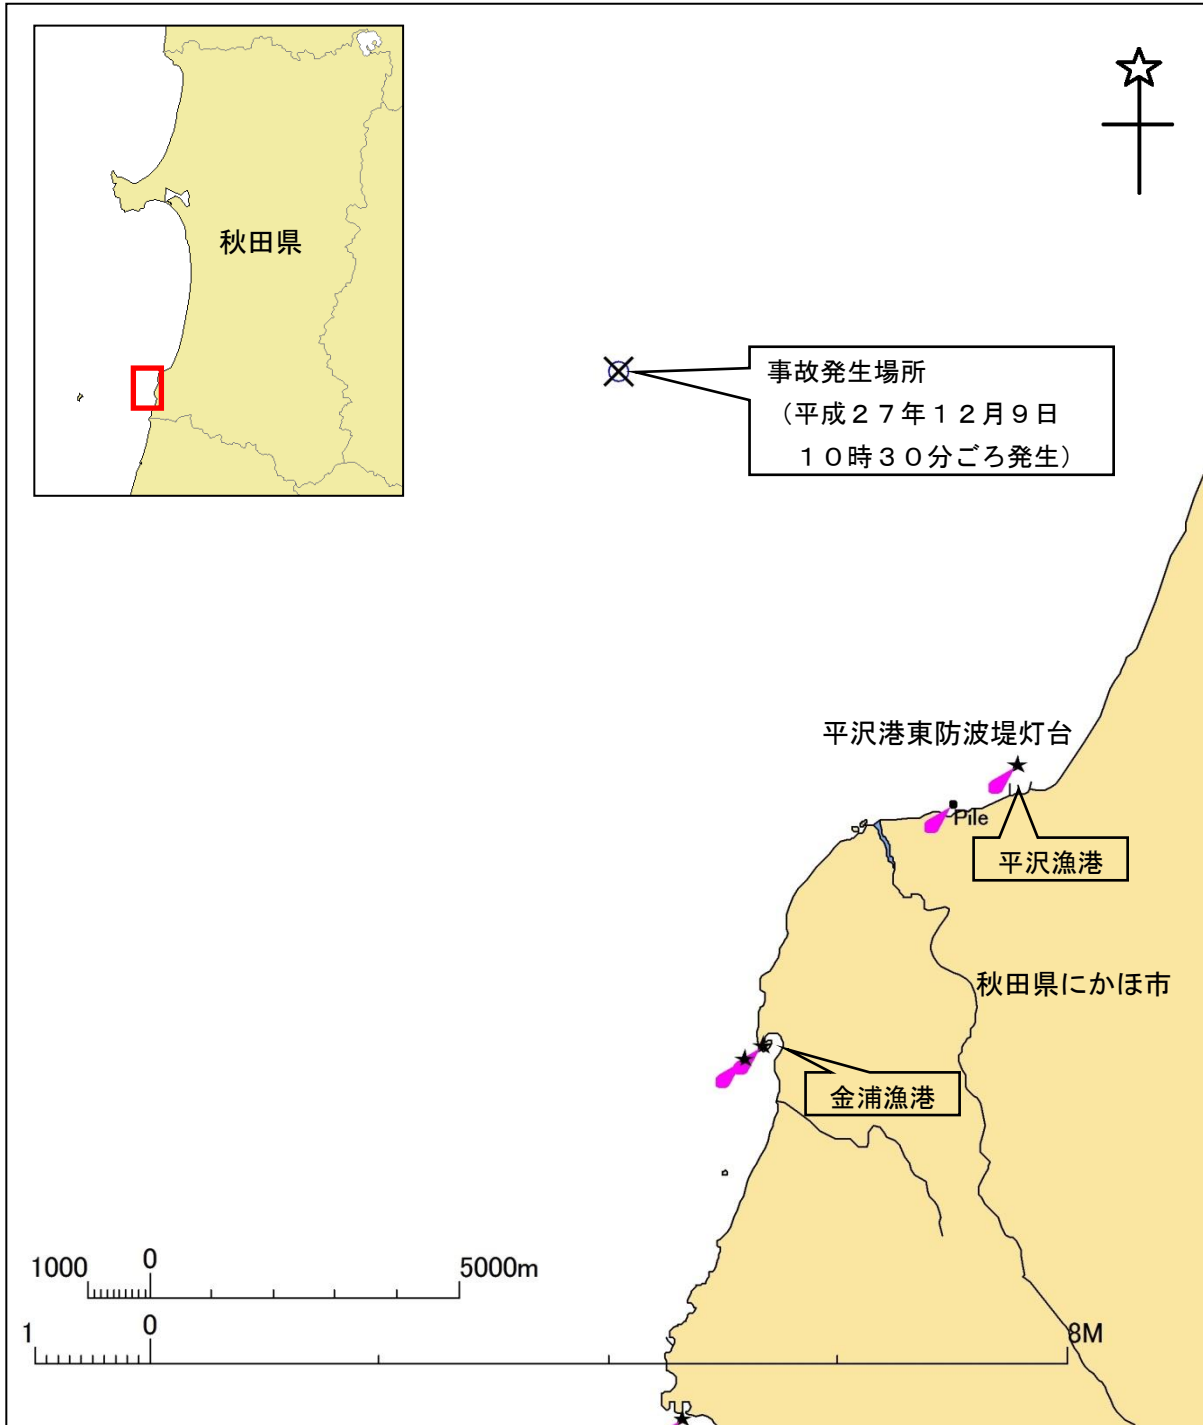 秋田県
事故発生場所
（平成２７年１２月９日
１０時３０分ごろ発生）
平沢港東防波堤灯台
Pile
平沢漁港
秋田県にかほ市
金浦漁港
1000 0 5000m
1 0 8M